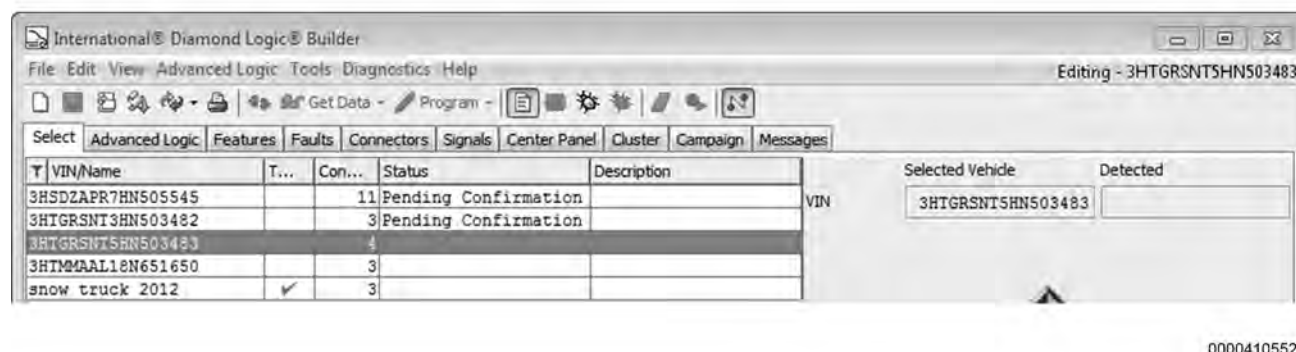 International® Diamond Logic® Builder
File Edit View Advanced Logic Tools Diagnostics Help
Editing - 3HTGRSNT5HN503483
Get Data Program
Select Advanced Logic Features Faults Connectors Signals Center Panel Cluster Campaign Messages
VIN/Name T... Con... Status Description
Selected Vehicle Detected
3HSDZAPR7HN505545 11 Pending Confirmation
VIN 3HTGRSNT5HN503483
3HTGRSNT3HN503482 3 Pending Confirmation
3HTGRSNT5HN503483 4
3HTMMAAL18N651650 3
snow truck 2012 3
0000410552